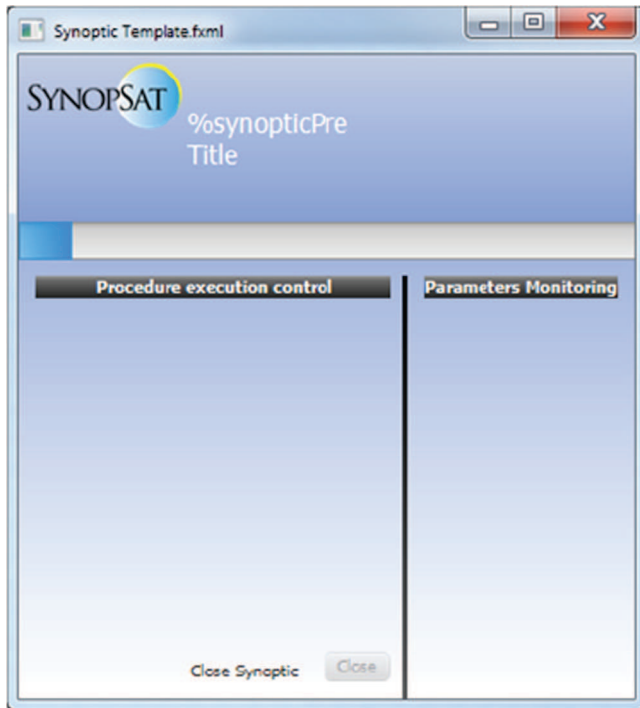 Synoptic Template.fxml
SYNOPSAT
%synopticPre
Title
Procedure execution control
Parameters Monitoring
Close Synoptic
Close